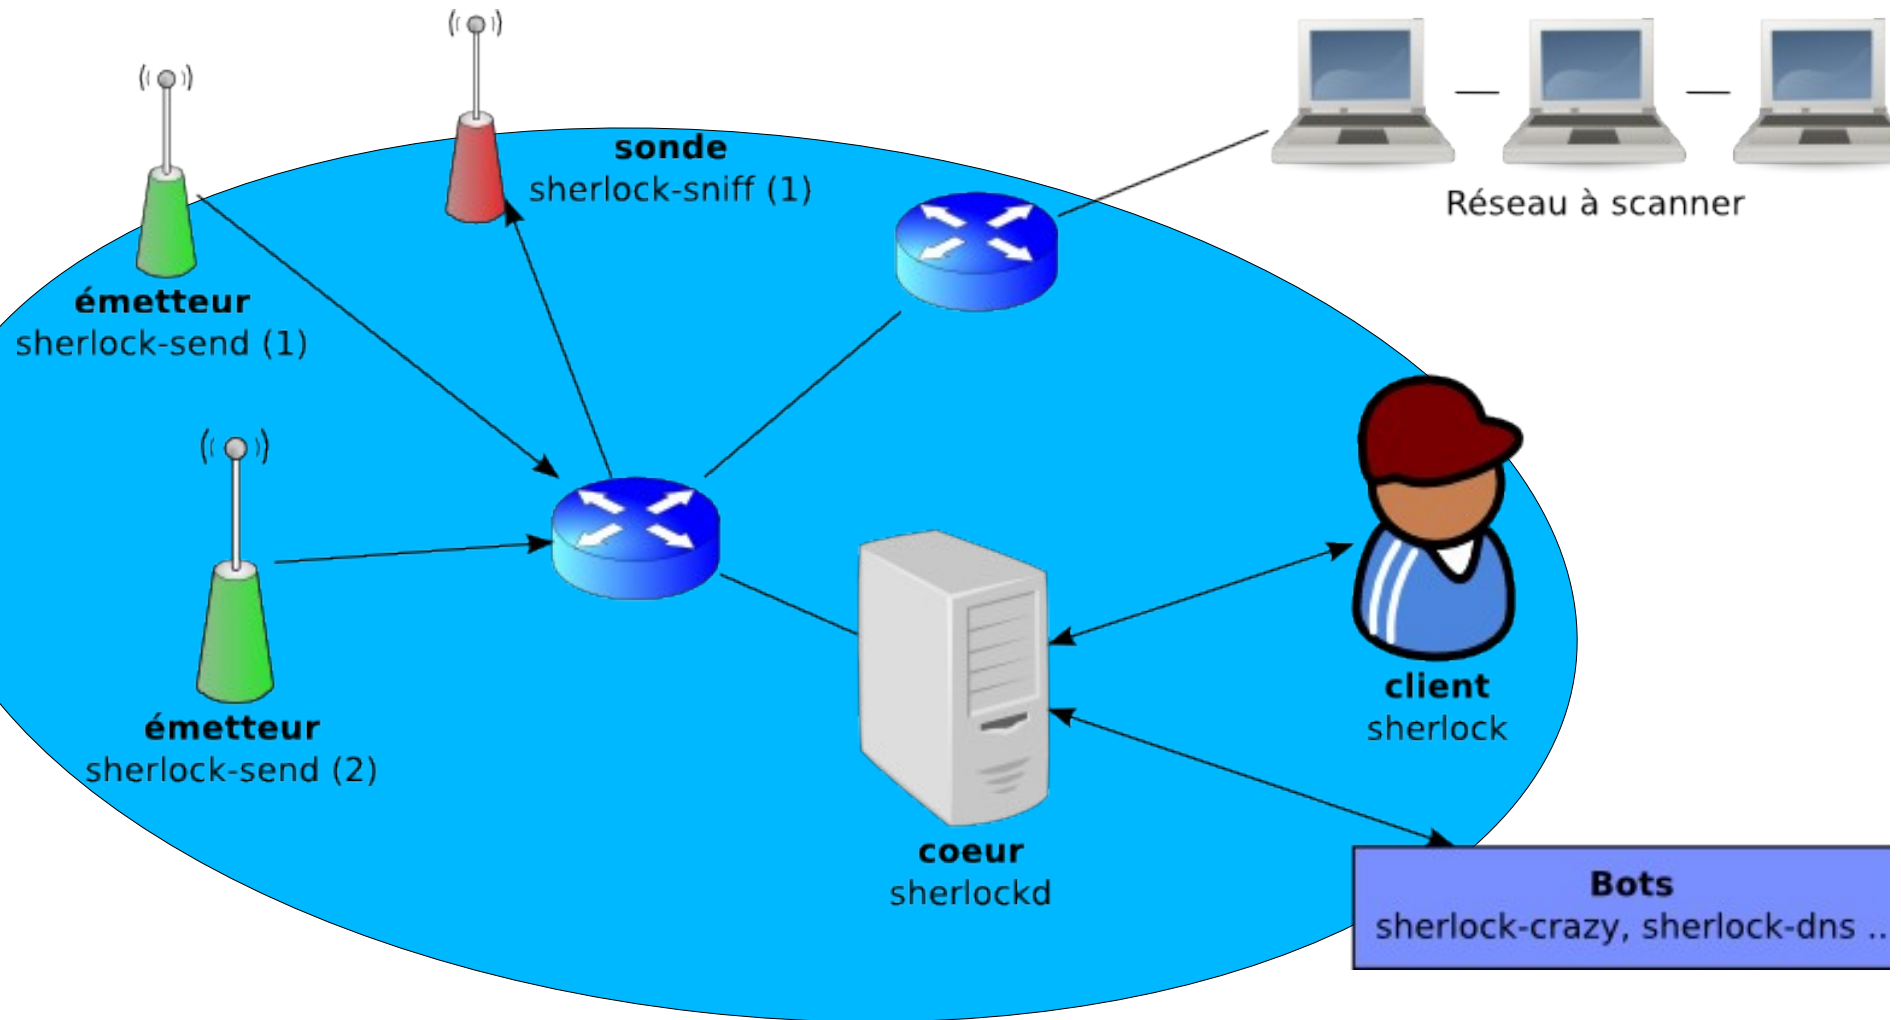 sonde
sherlock-sniff (1)
Réseau à scanner
émetteur
sherlock-send (1)
émetteur
sherlock-send (2)
client
sherlock
coeur
sherlockd
Bots
sherlock-crazy, sherlock-dns ..